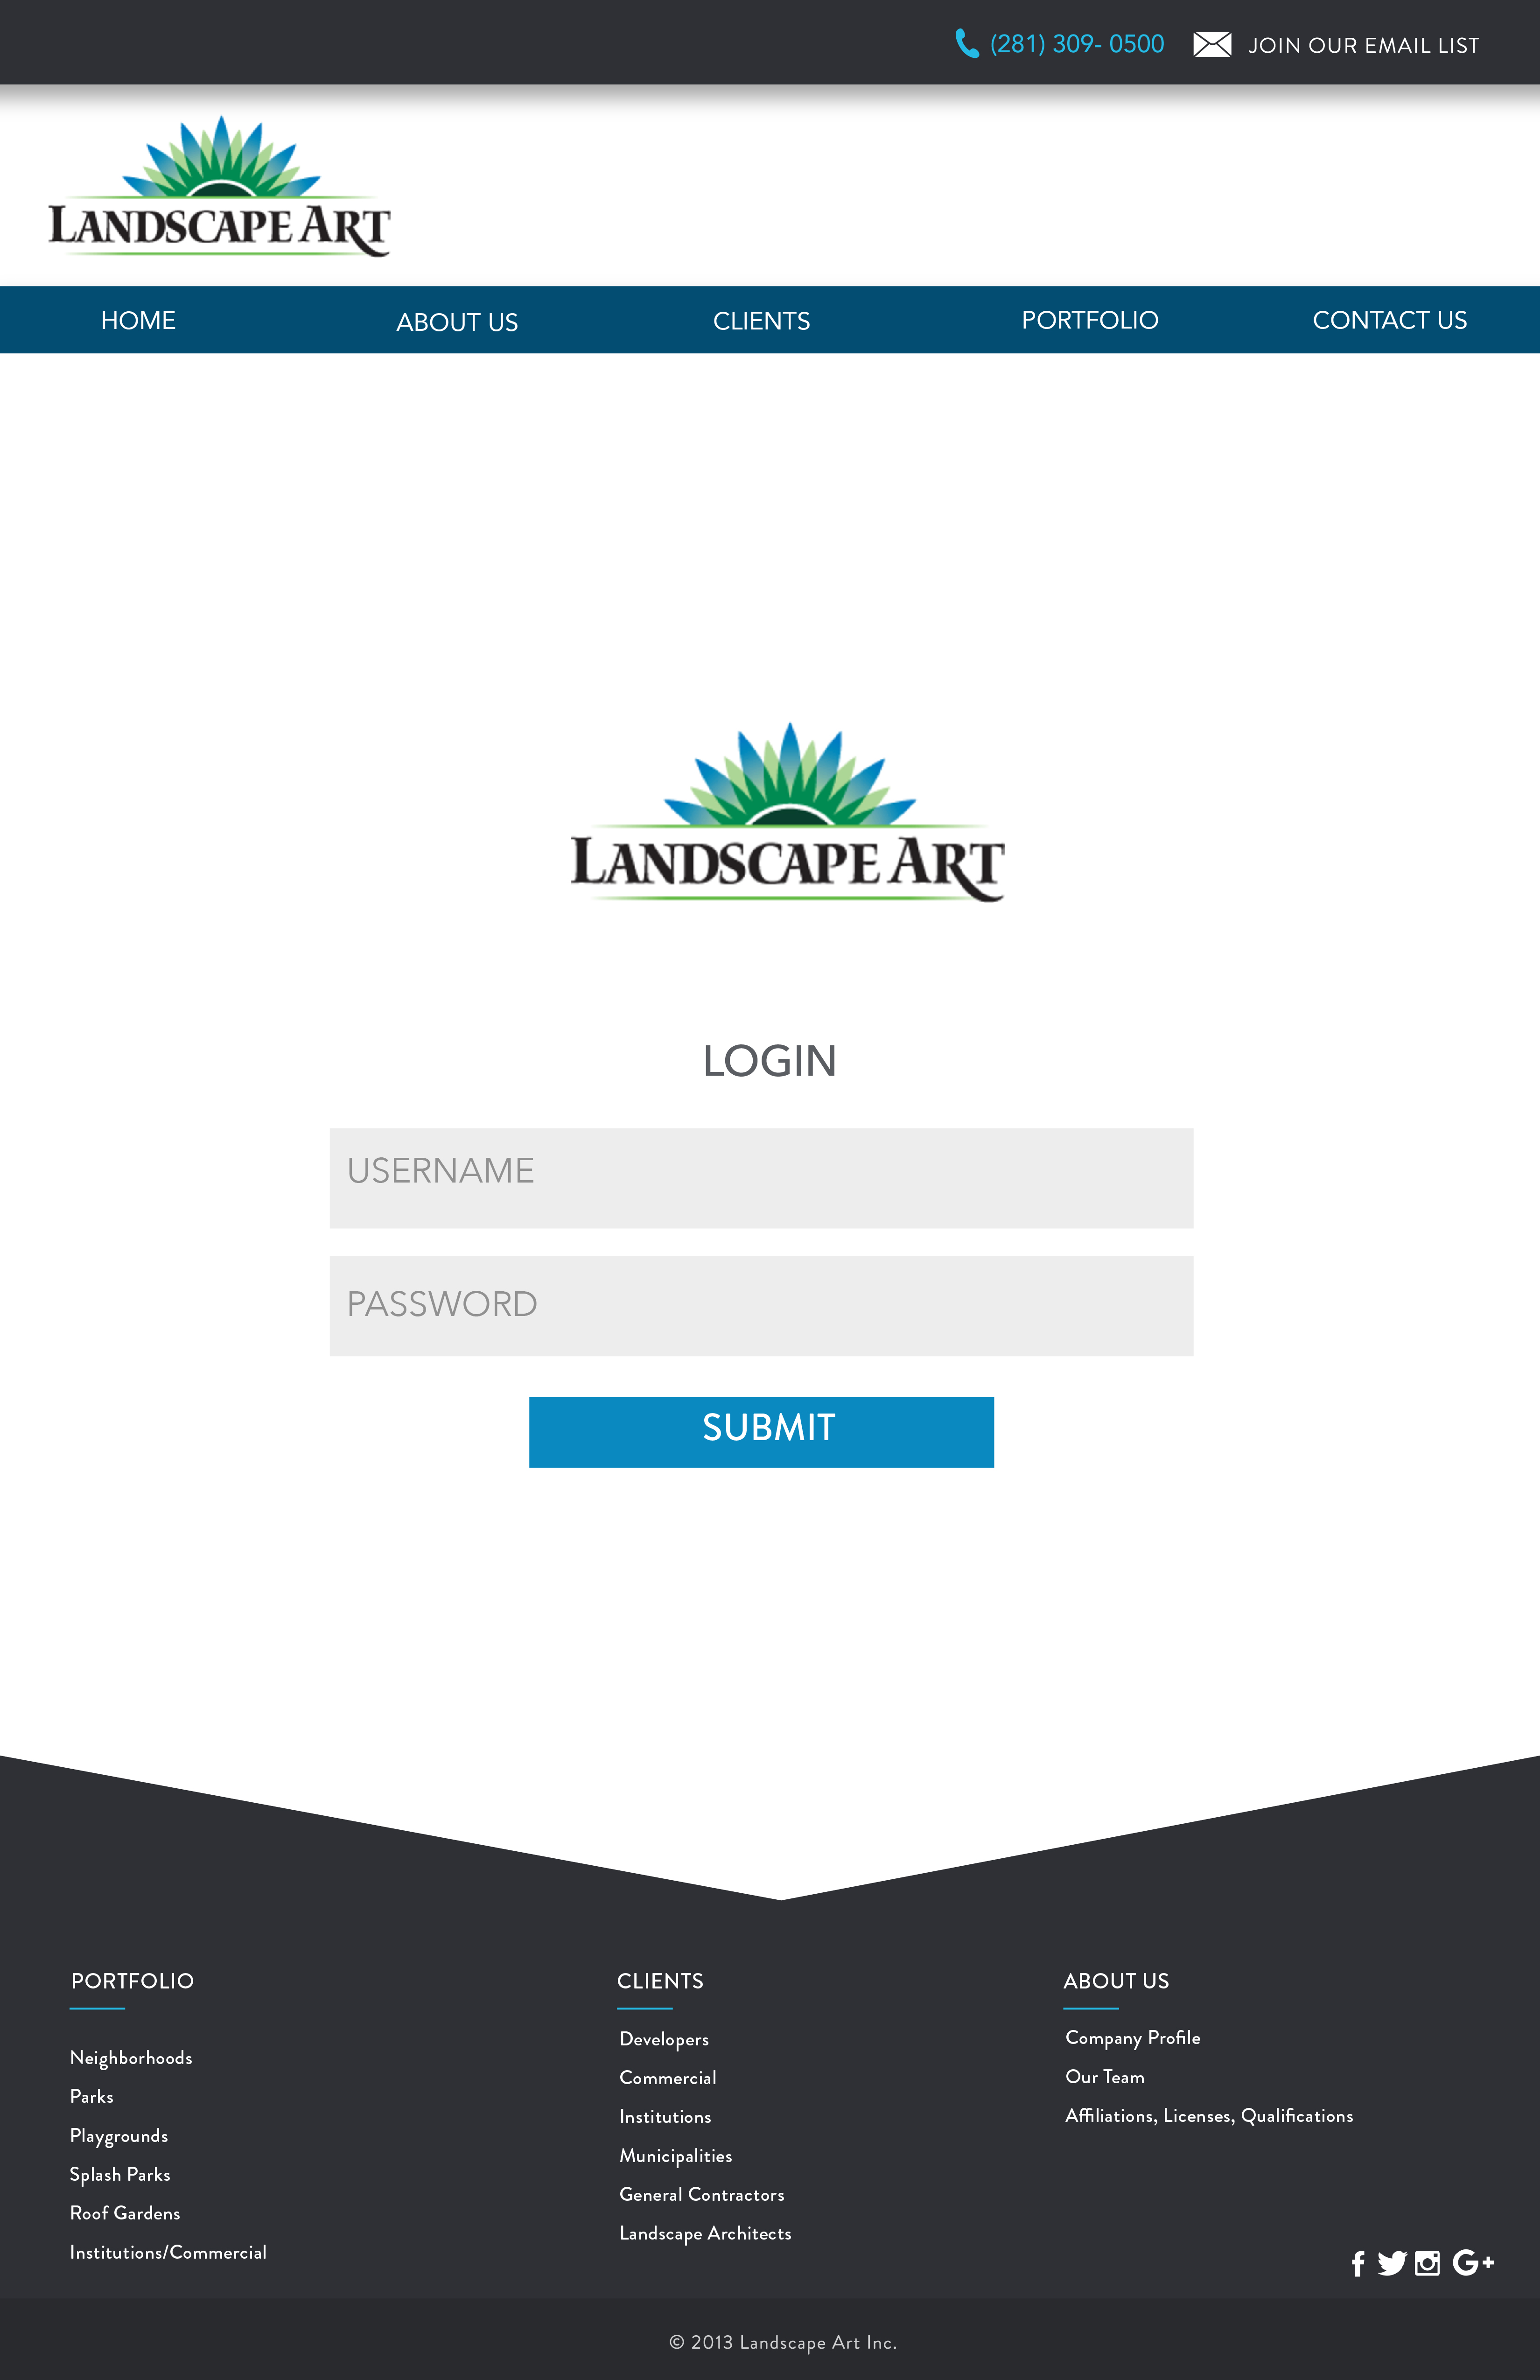 (281) 309- 0500 JOIN OUR EMAIL LIST
LANDSCAPE ART
HOME ABOUT US CLIENTS PORTFOLIO CONTACT US
LANDSCAPE ART
LOGIN
USERNAME
PASSWORD
SUBMIT
PORTFOLIO
Neighborhoods
Parks
Playgrounds
Splash Parks
Roof Gardens
Institutions/Commercial
CLIENTS
Developers
Commercial
Institutions
Municipalities
General Contractors
Landscape Architects
ABOUT US
Company Profile
Our Team
Affiliations, Licenses, Qualifications
f G+
© 2013 Landscape Art Inc.